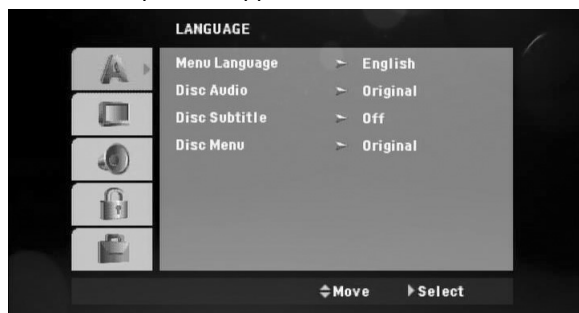 LANGUAGE
Menu Language ➣ English
Disc Audio ➣ Original
Disc Subtitle ➣ Off
Disc Menu ➣ Original
Move Select